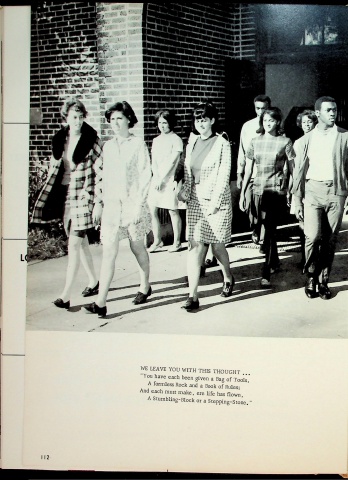 LO
WE LEAVE YOU WITH THIS THOUGHT ...
"You have each been given a Bag of Tools,
A formless Rock and a Book of Rules;
And each must make, ere life has flown,
A Stumbling-Block or a Stepping-Stone."
112